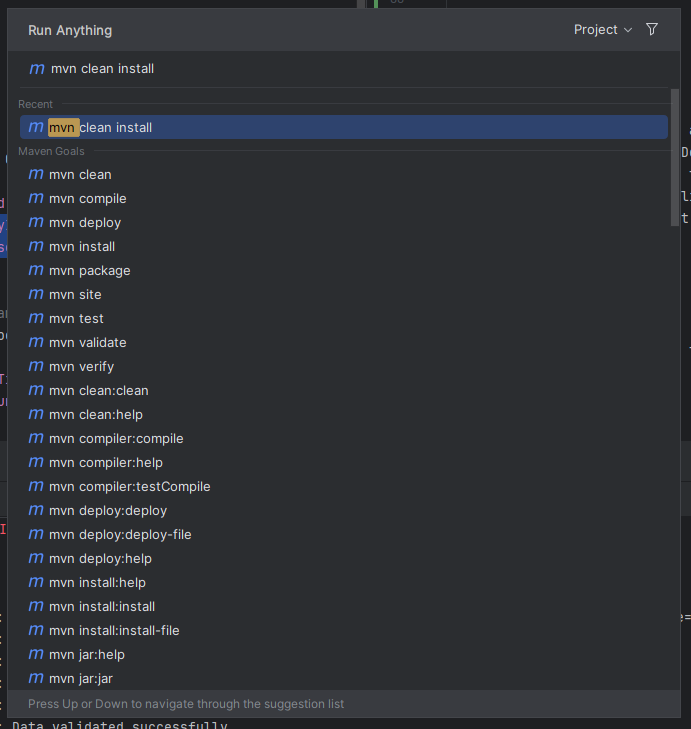 Run Anything
Project
mvn clean install
Recent
mvn clean install
Maven Goals
mvn clean
mvn compile
mvn deploy
mvn install
mvn package
mvn site
mvn test
mvn validate
mvn verify
mvn clean:clean
mvn clean:help
mvn compiler:compile
mvn compiler:help
mvn compiler:testCompile
mvn deploy:deploy
mvn deploy:deploy-file
mvn deploy:help
mvn install:help
mvn install:install
mvn install:install-file
mvn jar:help
mvn jar:jar
Press Up or Down to navigate through the suggestion list
: Data validated successfully